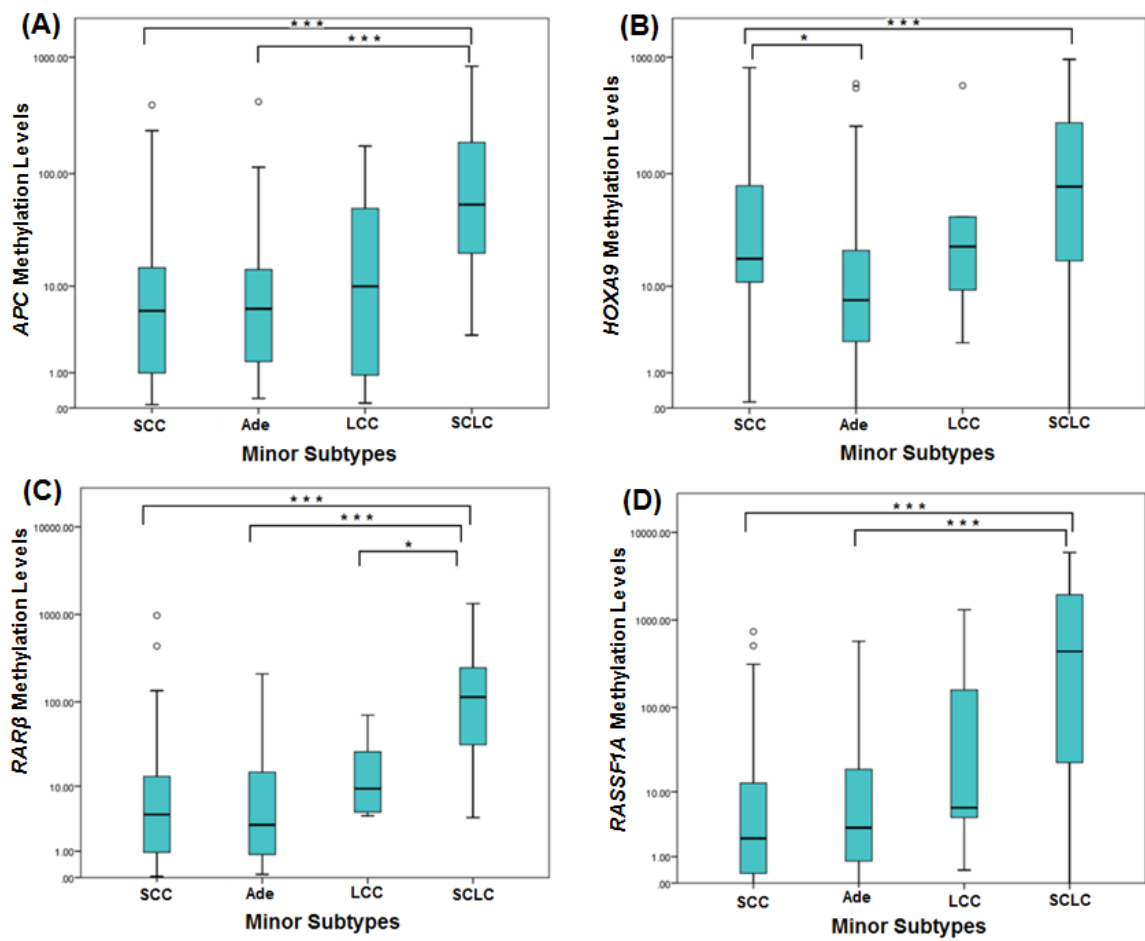 (A)
* * *
* * *
1000.00
100.00
10.00
1.00
.00
APC Methylation Levels
SCC Ade LCC SCLC
Minor Subtypes
(B)
* * *
*
1000.00
100.00
10.00
1.00
.00
HOXA9 Methylation Levels
SCC Ade LCC SCLC
Minor Subtypes
(C)
* * *
* * *
*
10000.00
1000.00
100.00
10.00
1.00
.00
RARβ Methylation Levels
SCC Ade LCC SCLC
Minor Subtypes
(D)
* * *
* * *
10000.00
1000.00
100.00
10.00
1.00
.00
RASSF1A Methylation Levels
SCC Ade LCC SCLC
Minor Subtypes